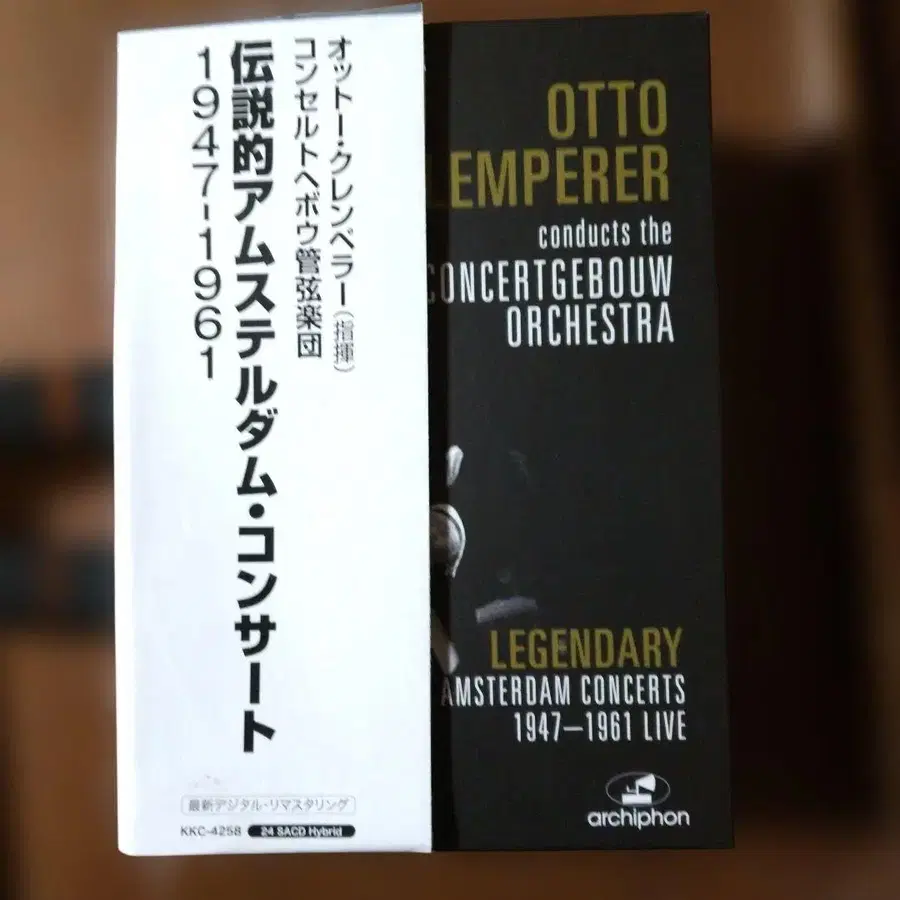 オットー・クレンペラー(指揮)
コンセルトヘボウ管弦楽団
伝説的アムステルダム・コンサート
1947-1961
最新デジタル・リマスタリング
KKC-4258 24 SACD Hybrid
OTTO
LEMPERER
conducts the
CONCERTGEBOUW
ORCHESTRA
LEGENDARY
AMSTERDAM CONCERTS
1947—1961 LIVE
archiphon